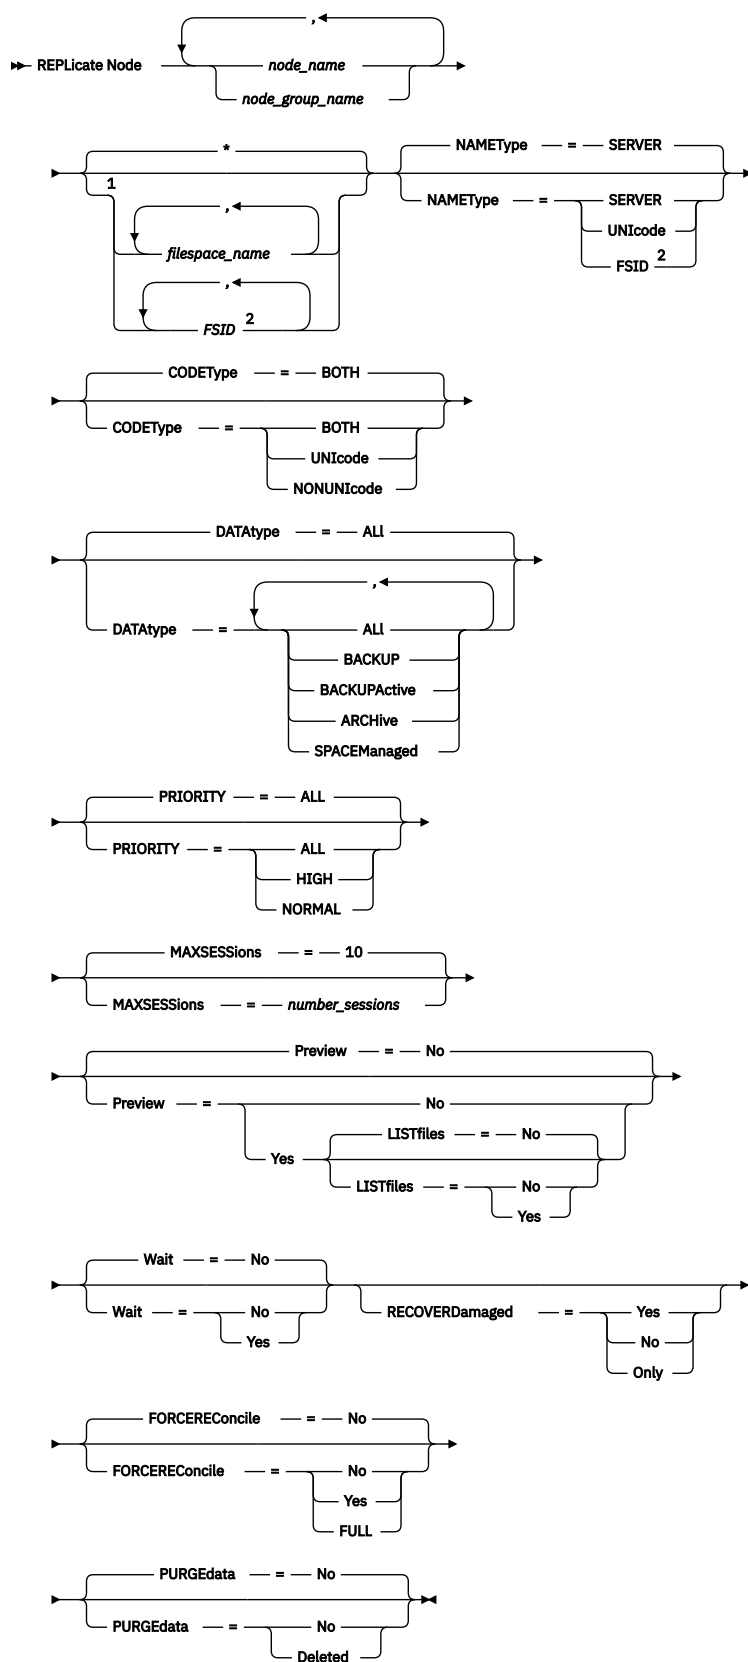 ,
REPLicate Node node_name
node_group_name
*
1
,
filespace_name
,
FSID 2
NAMEType = SERVER
NAMEType = SERVER
UNIcode
FSID 2
CODEType = BOTH
CODEType = BOTH
UNIcode
NONUNIcode
DATAtype = ALl
,
DATAtype = ALl
BACKUP
BACKUPActive
ARCHive
SPACEManaged
PRIORITY = ALL
PRIORITY = ALL
HIGH
NORMAL
MAXSESSions = 10
MAXSESSions = number_sessions
Preview = No
Preview = No
Yes
LISTfiles = No
LISTfiles = No
Yes
Wait = No
Wait = No
Yes
RECOVERDamaged = Yes
No
Only
FORCEREConcile = No
FORCEREConcile = No
Yes
FULL
PURGEdata = No
PURGEdata = No
Deleted